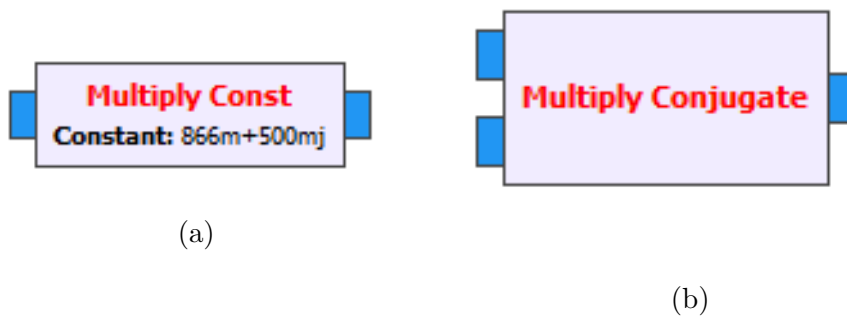 Multiply Const
Constant: 866m+500mj
(a)
Multiply Conjugate
(b)